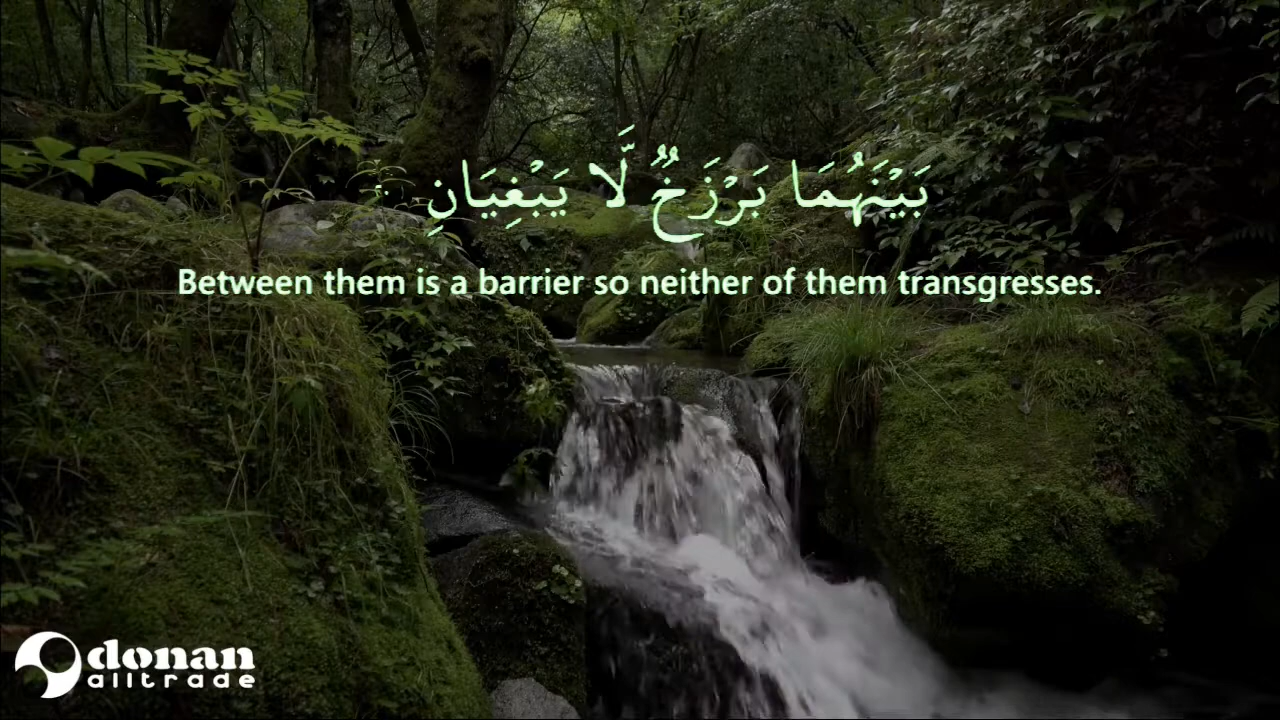 بَيْنَهُمَا بَرْزَخٌ لَّا يَبْغِيَانِ
Between them is a barrier so neither of them transgresses.
donan
alltrade